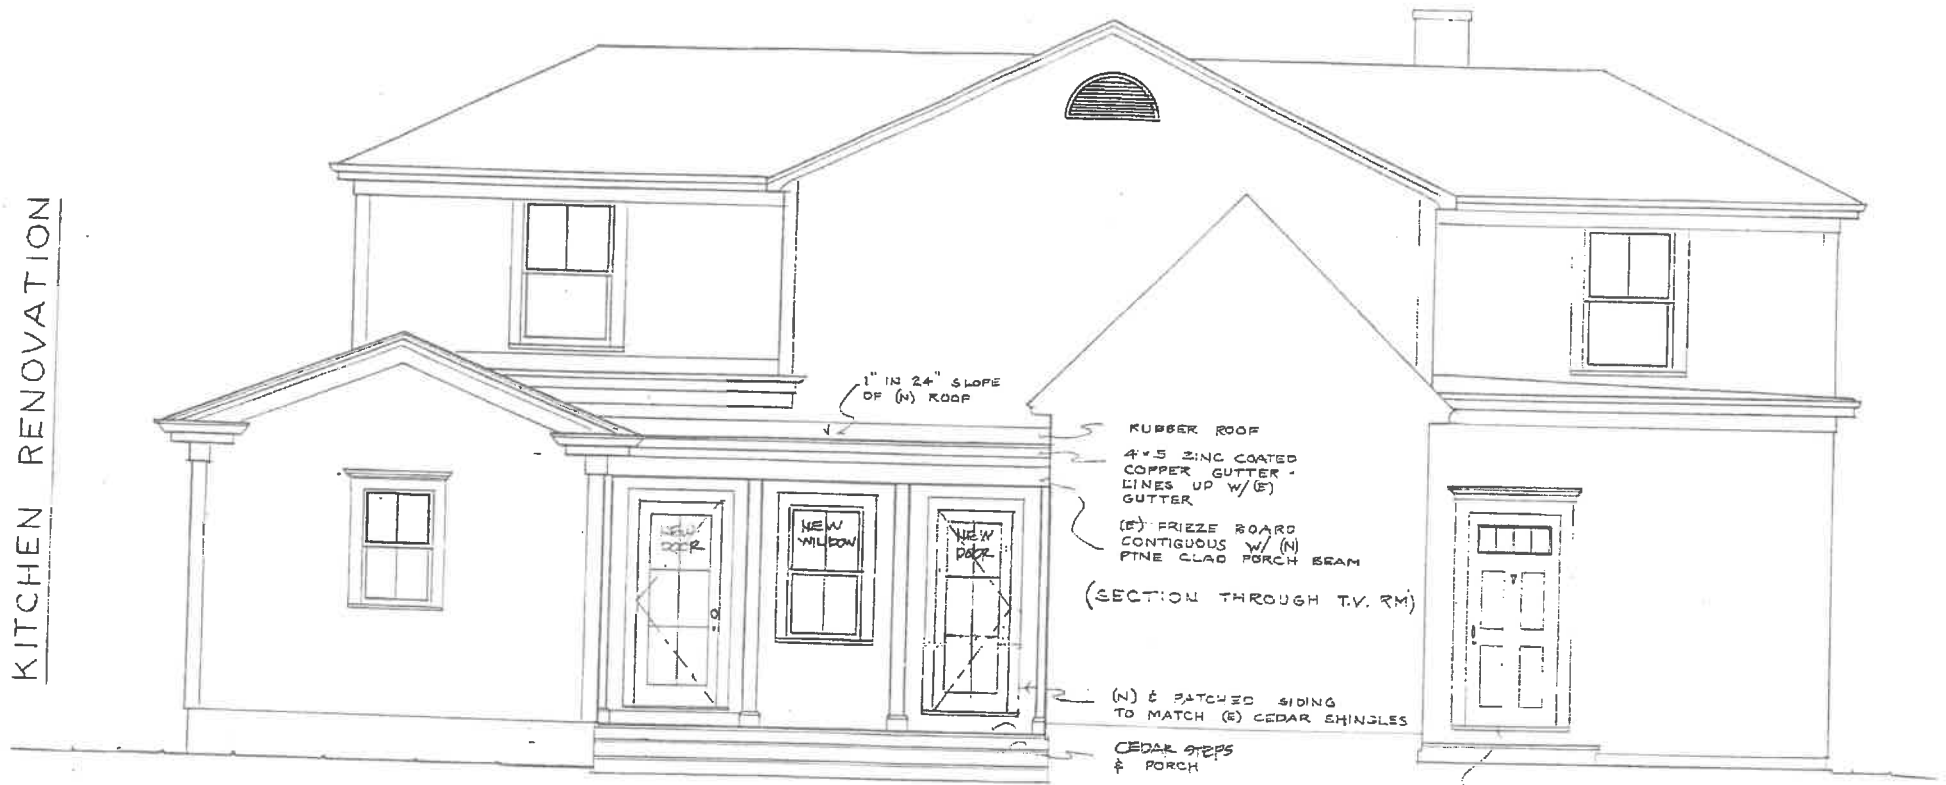 KITCHEN RENOVATION
1" IN 24" SLOPE
OF (N) ROOF
RUBBER ROOF
4"x5 ZINC COATED
COPPER GUTTER -
LINES UP W/(E)
GUTTER
(E) FRIEZE BOARD
CONTIGUOUS W/ (N)
PINE CLAD PORCH BEAM
(SECTION THROUGH T.V. RM)
NEW
DOOR
NEW
WINDOW
NEW
DOOR
(N) & PATCHED SIDING
TO MATCH (E) CEDAR SHINGLES
CEDAR STEPS
& PORCH